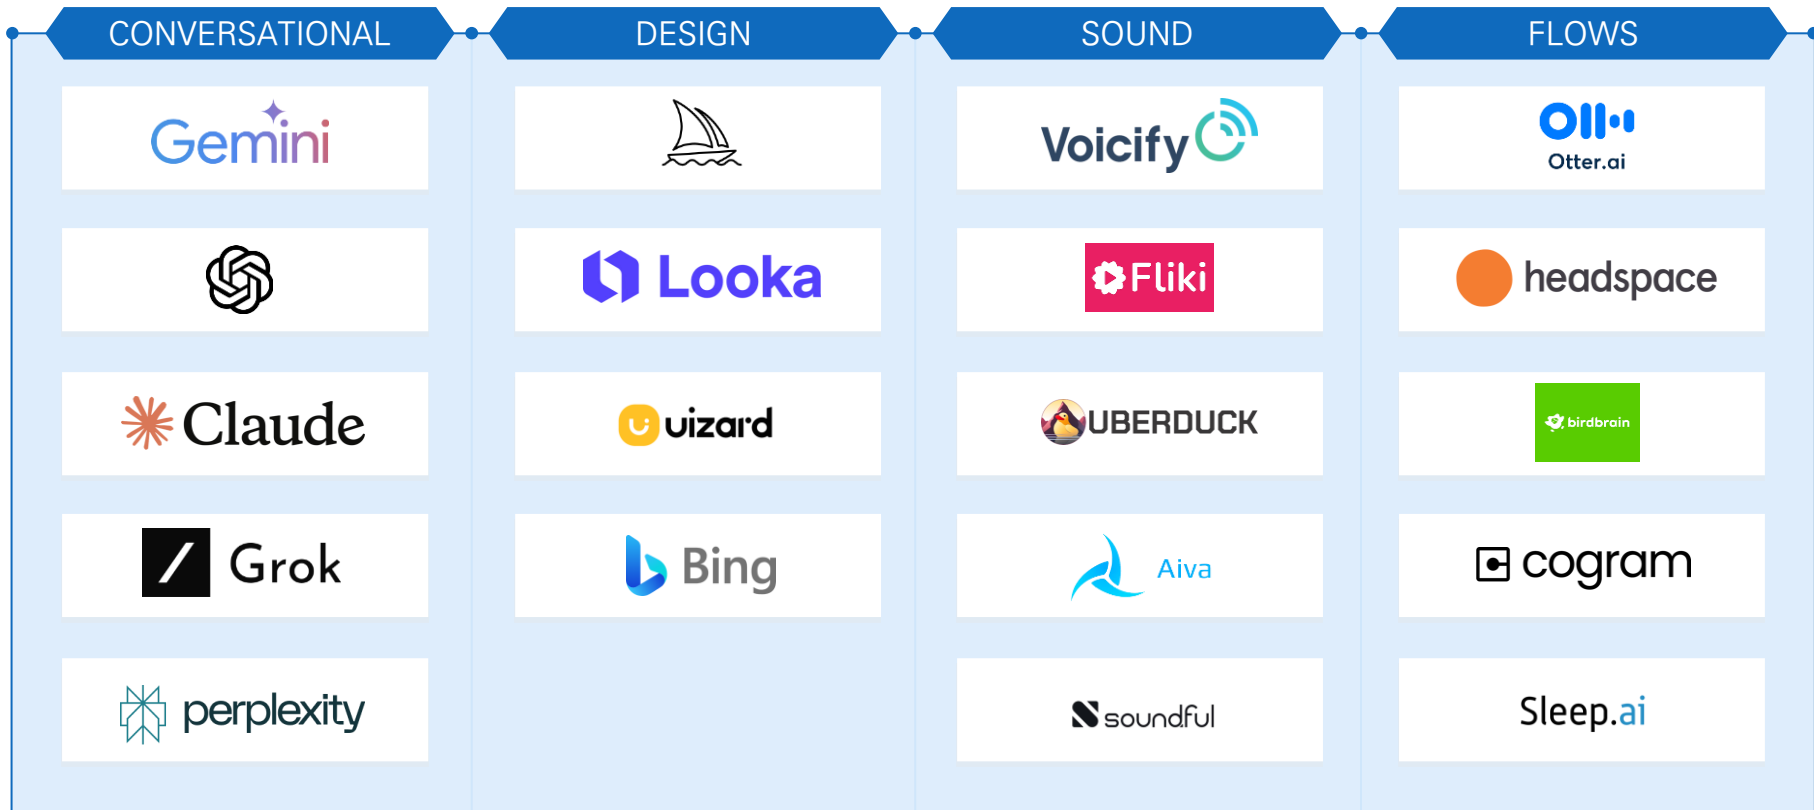 CONVERSATIONAL
DESIGN
SOUND
FLOWS
Gemini
Voicify
Otter.ai
Looka
Fliki
headspace
Claude
uizard
UBERDUCK
birdbrain
Grok
Bing
Aiva
cogram
perplexity
soundful
Sleep.ai